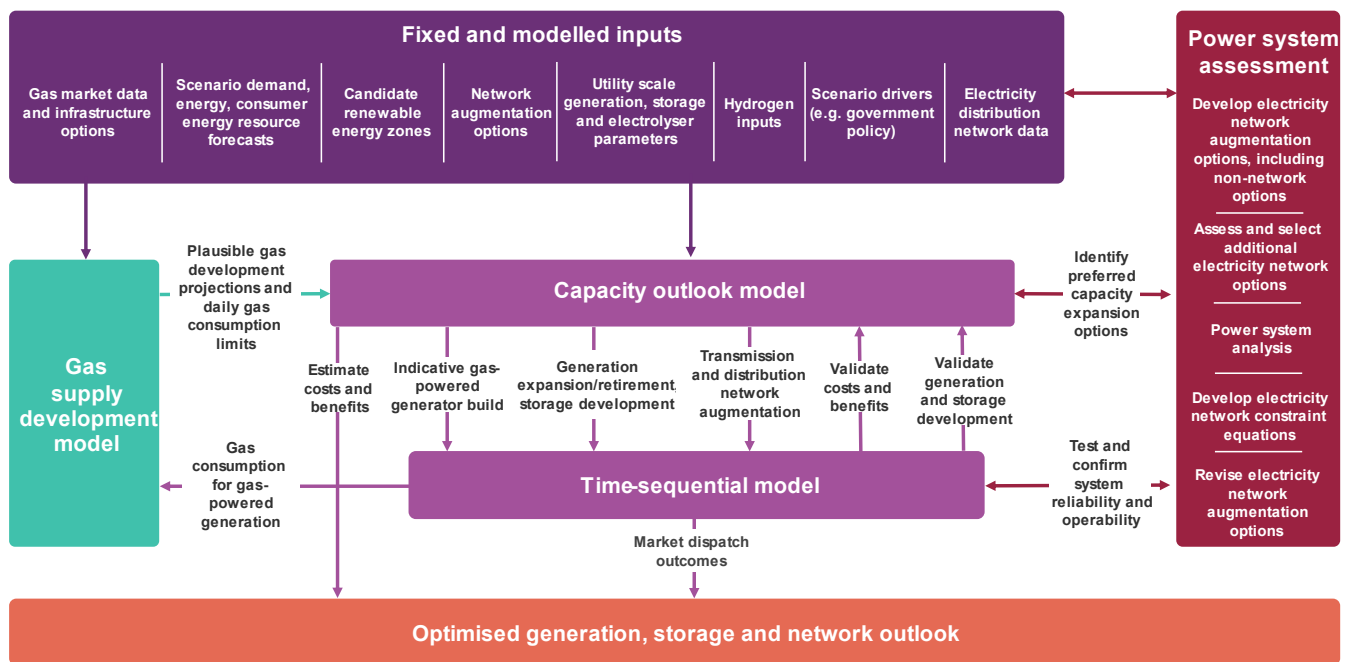 Fixed and modelled inputs
Gas market data
and infrastructure
options
Scenario demand,
energy, consumer
energy resource
forecasts
Candidate
renewable
energy zones
Network
augmentation
options
Utility scale
generation, storage
and electrolyser
parameters
Hydrogen
inputs
Scenario drivers
(e.g. government
policy)
Electricity
distribution
network data
Power system
assessment
Develop electricity
network
augmentation
options, including
non-network
options
Assess and select
additional
electricity network
options
Power system
analysis
Develop electricity
network constraint
equations
Revise electricity
network
augmentation
options
Gas
supply
development
model
Plausible gas
development
projections and
daily gas
consumption
limits
Capacity outlook model
Identify
preferred
capacity
expansion
options
Estimate
costs and
benefits
Indicative gas-
powered
generator build
Generation
expansion/retirement,
storage development
Transmission
and distribution
network
augmentation
Validate
costs and
benefits
Validate
generation
and storage
development
Gas
consumption
for gas-
powered
generation
Time-sequential model
Test and
confirm
system
reliability and
operability
Market dispatch
outcomes
Optimised generation, storage and network outlook